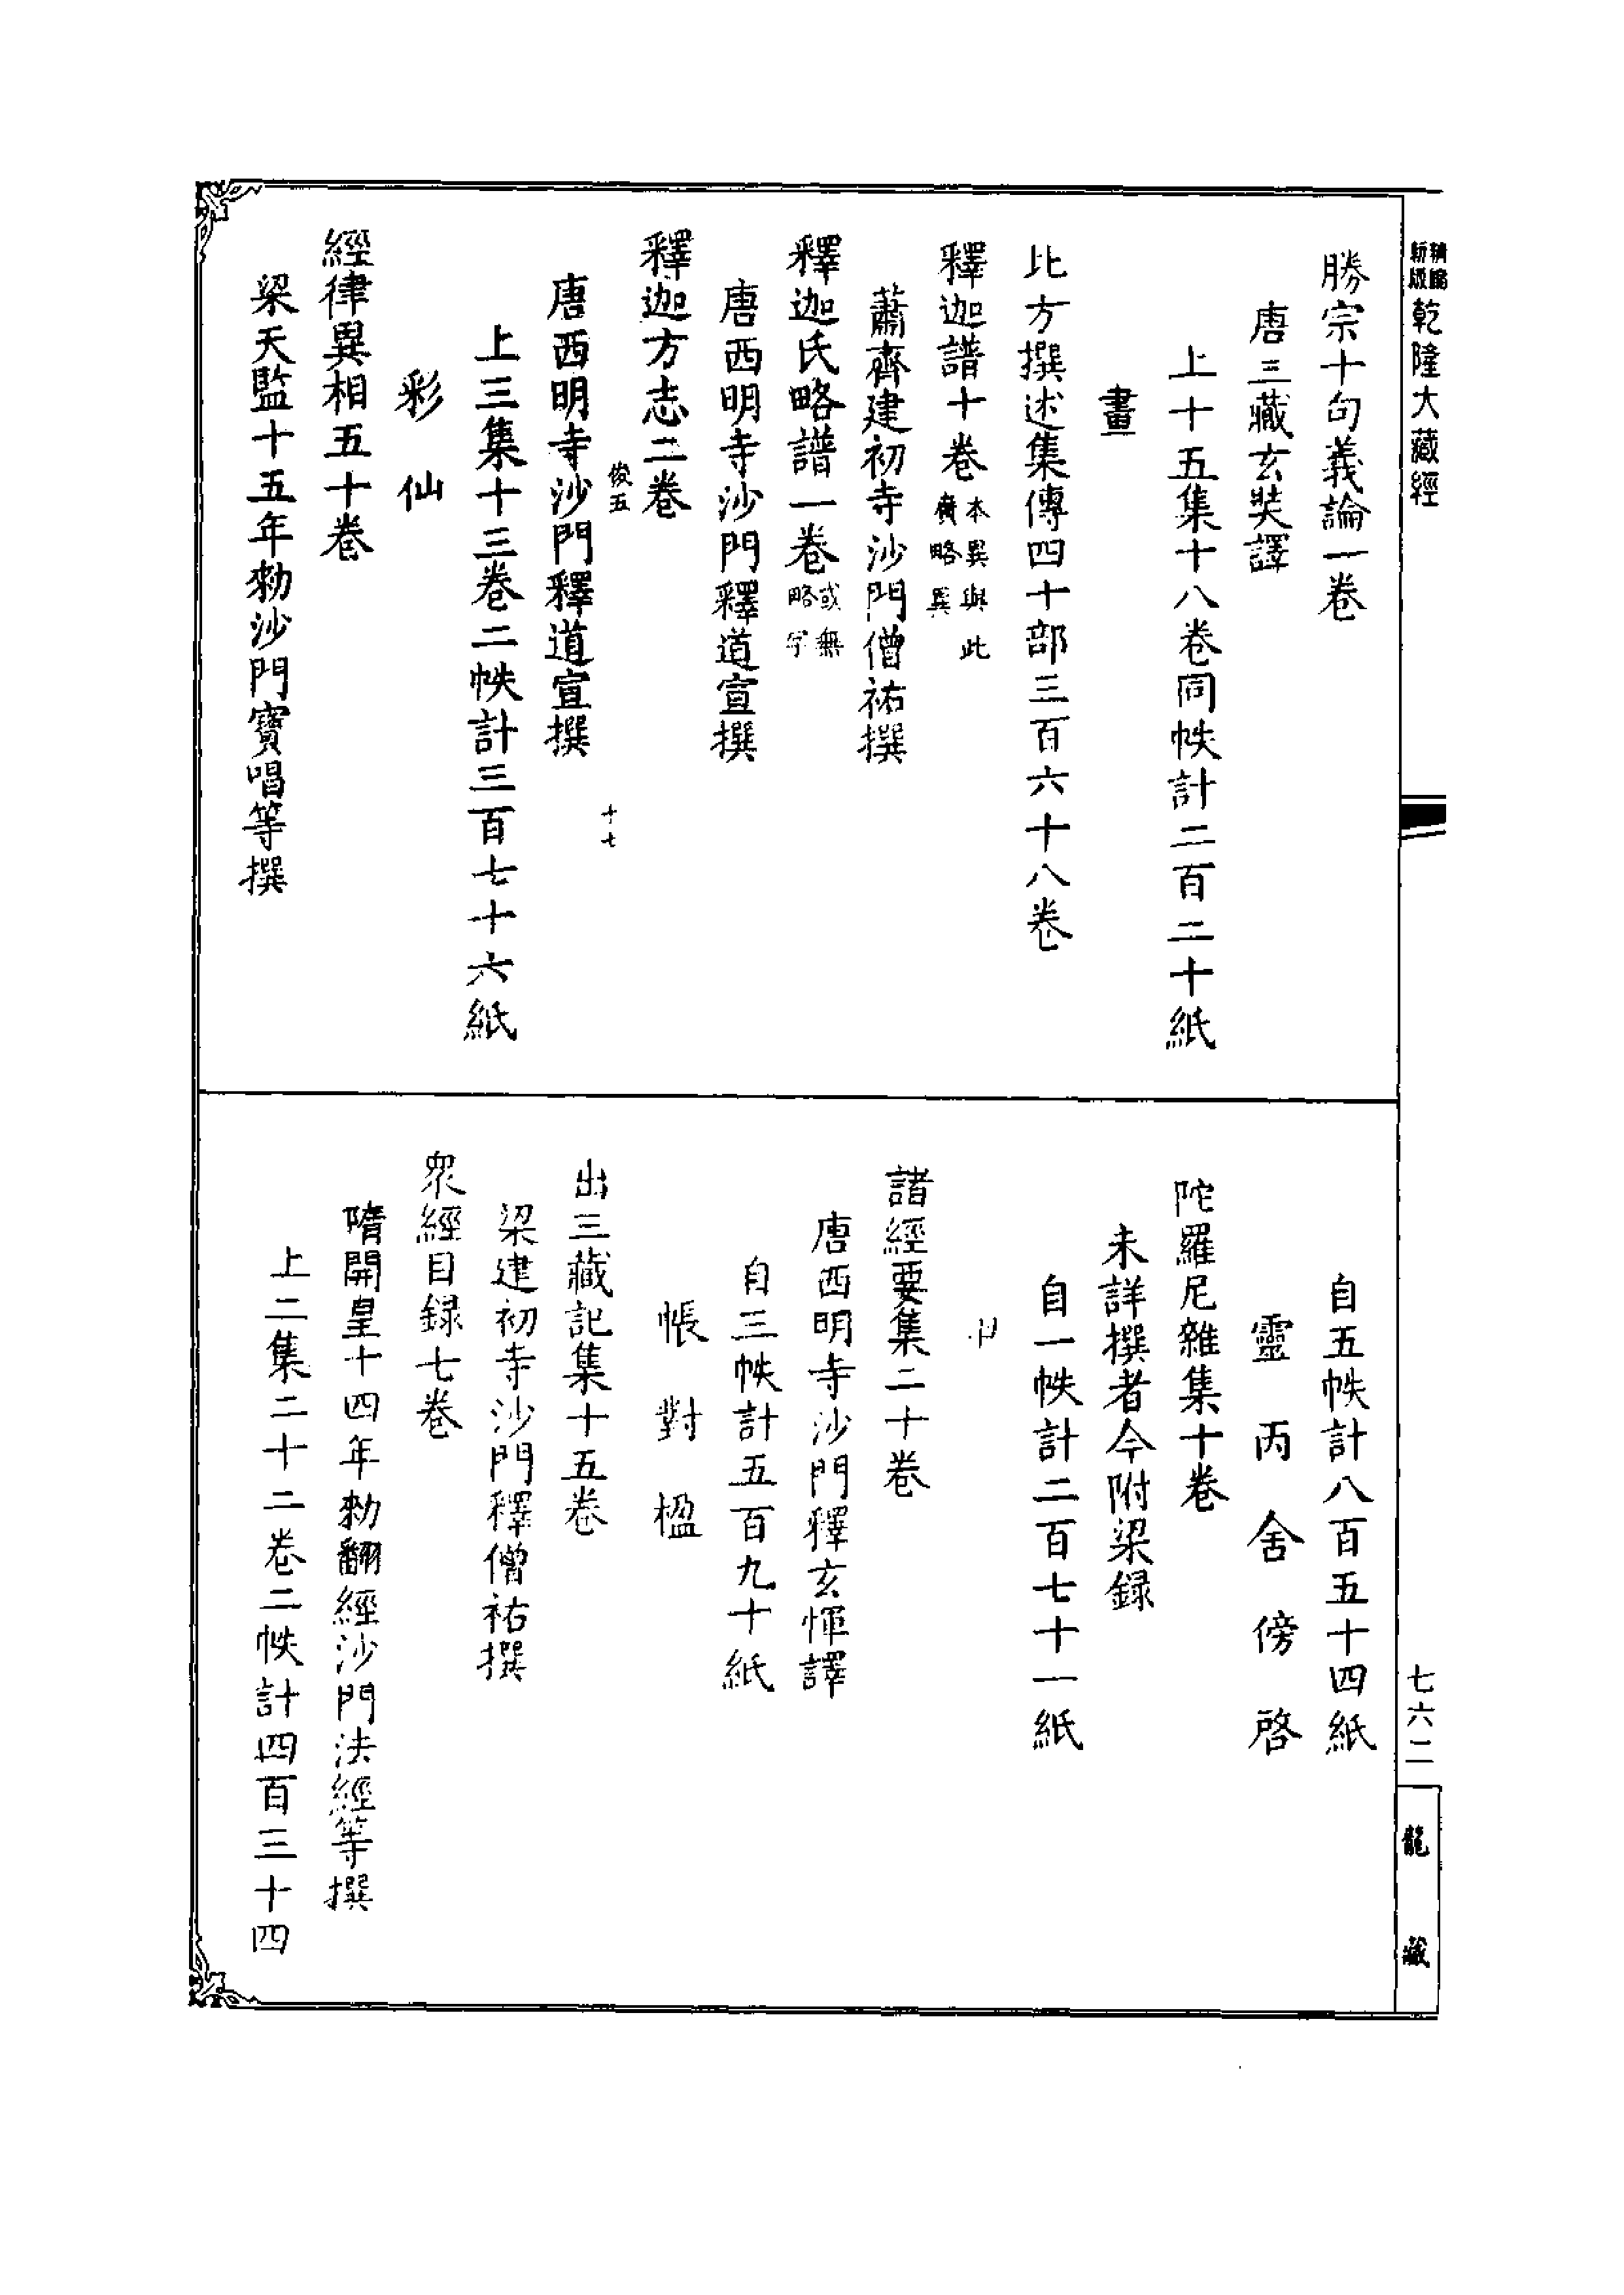 乾隆大藏經
勝宗十句義論一卷
唐三藏玄奘譯
上十五集十八卷同帙計二百二十紙
畫
此方撰述集傳四十部三百六十八卷
釋迦譜十卷本異與此廣略異
蕭齊建初寺沙門僧祐撰
釋迦氏略譜一卷或無略字
唐西明寺沙門釋道宣撰
釋迦方志二卷
俊五
十七
唐西明寺沙門釋道宣撰
上三集十三卷二帙計三百七十六紙
彩仙
經律異相五十卷
梁天監十五年勑沙門寶唱等撰
自五帙計八百五十四紙
靈丙舍傍啓
陀羅尼雜集十卷
未詳撰者今附梁録
自一帙計二百七十一紙
諸經要集二十卷
唐西明寺沙門釋玄惲譯
自三帙計五百九十紙
帳對楹
出三藏記集十五卷
梁建初寺沙門釋僧祐撰
衆經目録七卷
隋開皇十四年勑翻經沙門法經等撰
上二集二十二卷二帙計四百三十四
七六二
龍藏